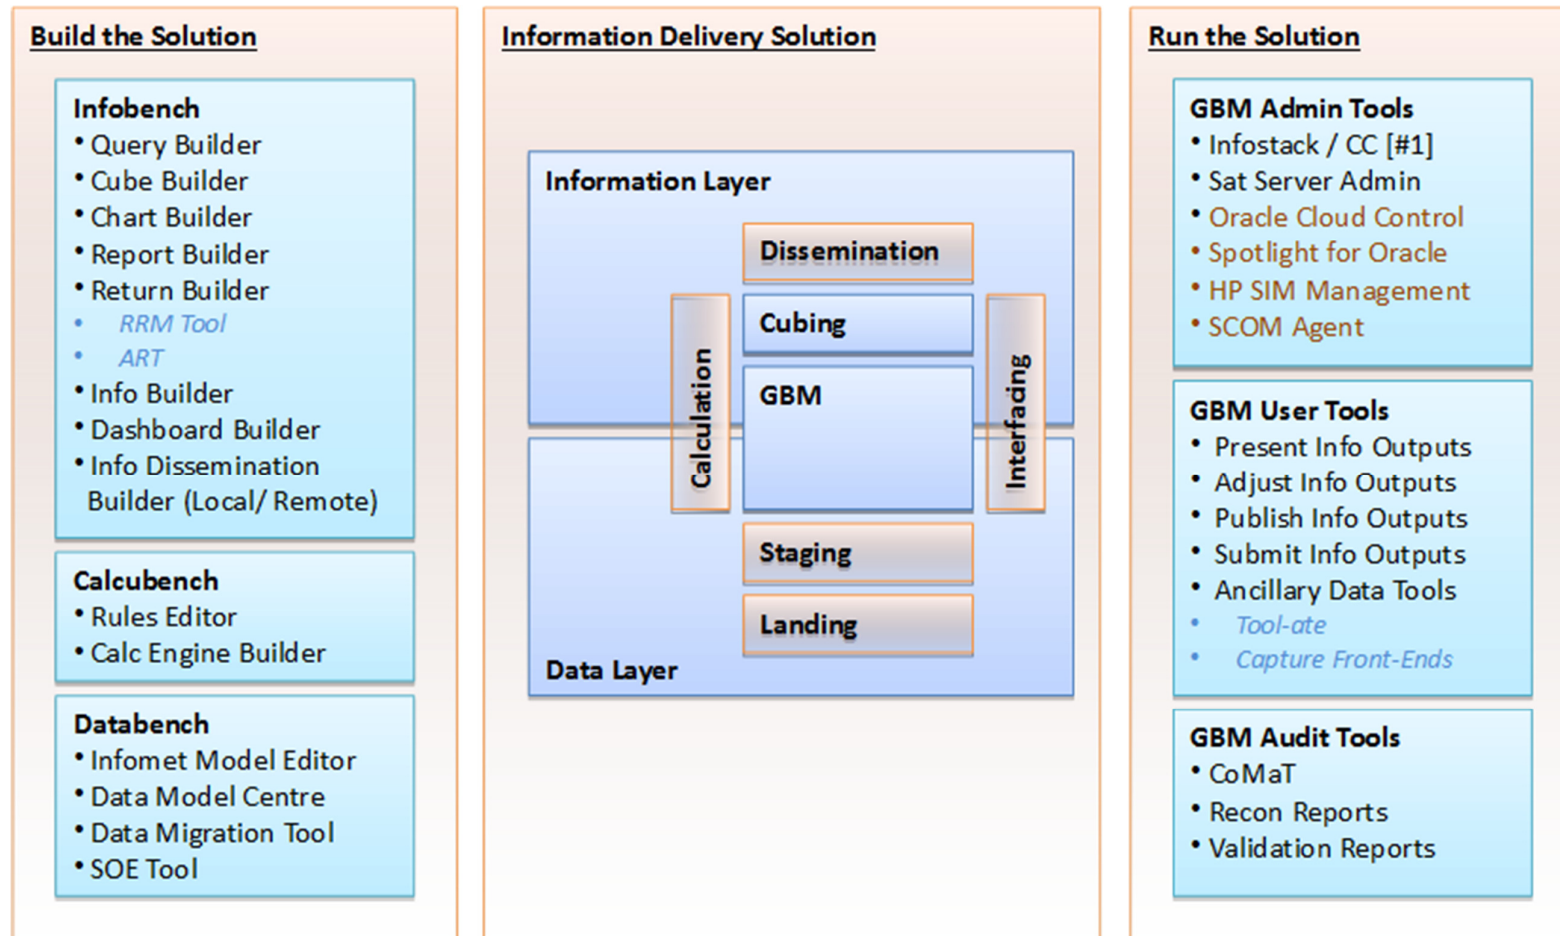 Build the Solution
Infobench
• Query Builder
• Cube Builder
• Chart Builder
• Report Builder
• Return Builder
• RRM Tool
• ART
• Info Builder
• Dashboard Builder
• Info Dissemination
Builder (Local/ Remote)
Calcubench
• Rules Editor
• Calc Engine Builder
Databench
• Infomet Model Editor
• Data Model Centre
• Data Migration Tool
• SOE Tool
Information Delivery Solution
Information Layer
Dissemination
Cubing
Calculation
GBM
Interfacing
Staging
Landing
Data Layer
Run the Solution
GBM Admin Tools
• Infostack / CC [#1]
• Sat Server Admin
• Oracle Cloud Control
• Spotlight for Oracle
• HP SIM Management
• SCOM Agent
GBM User Tools
• Present Info Outputs
• Adjust Info Outputs
• Publish Info Outputs
• Submit Info Outputs
• Ancillary Data Tools
• Tool-ate
• Capture Front-Ends
GBM Audit Tools
• CoMaT
• Recon Reports
• Validation Reports